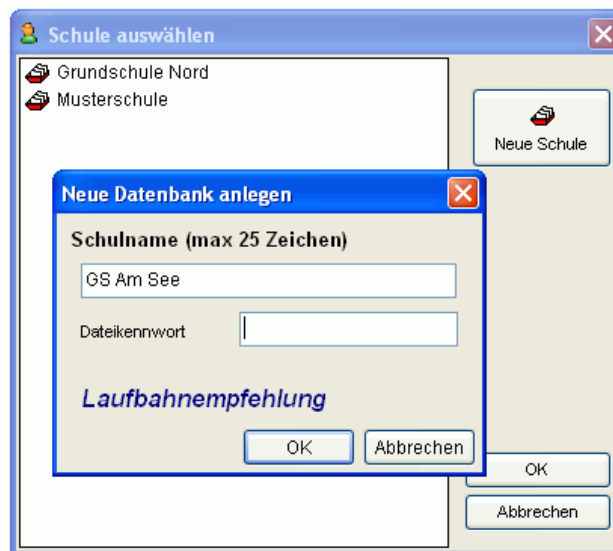 Schule auswählen
Grundschule Nord
Musterschule
Neue Schule
Neue Datenbank anlegen
Schulname (max 25 Zeichen)
GS Am See
Dateikennwort
Laufbahnempfehlung
OK Abbrechen
OK
Abbrechen